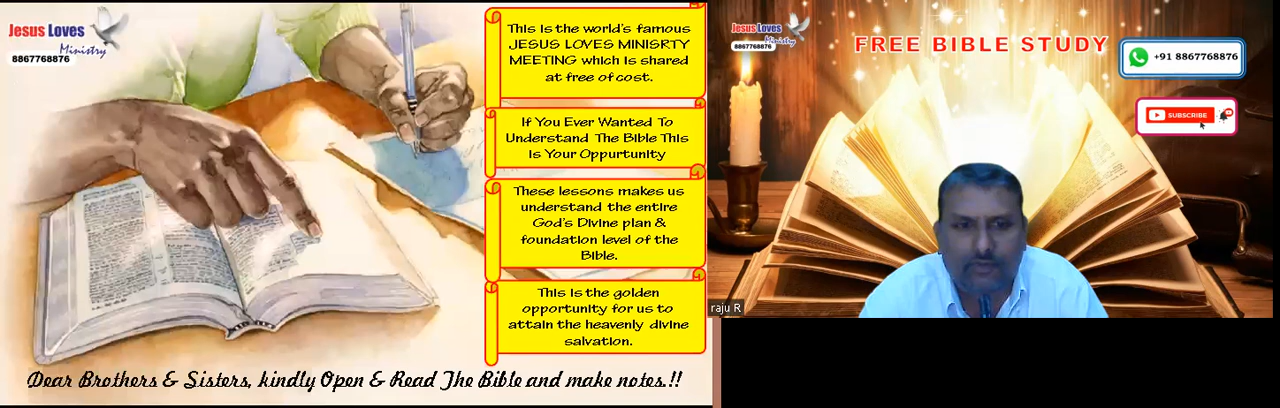 Jesus Loves
Ministry
8867768876
This is the world's famous
JESUS LOVES MINISRTY
MEETING which is shared
at free of cost.
If You Ever Wanted To
Understand The Bible This
is Your Oppurtunity
These lessons makes us
understand the entire
God's Divine plan &
foundation level of the
Bible.
This is the golden
opportunity for us to
attain the heavenly divine
salvation.
Dear Brothers & Sisters, kindly Open & Read The Bible and make notes.!!
Jesus Loves
Ministry
8867768876
FREE BIBLE STUDY
+91 8867768876
SUBSCRIBE
raju R